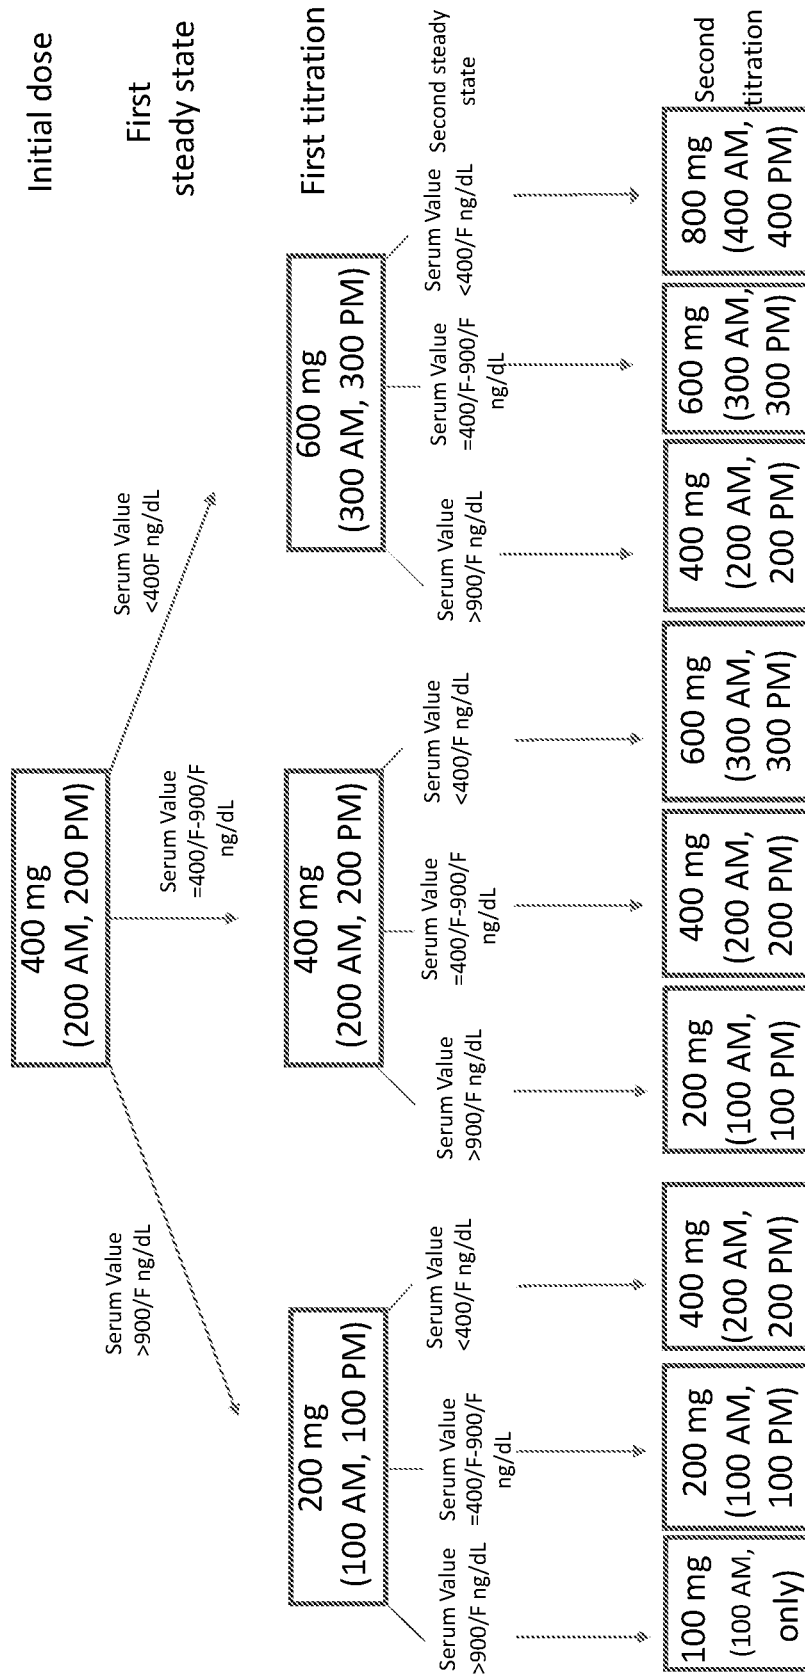 Initial dose
400 mg
(200 AM, 200 PM)
First
steady state
Serum Value
>900/F ng/dL
Serum Value
=400/F-900/F
ng/dL
Serum Value
<400F ng/dL
First titration
200 mg
(100 AM, 100 PM)
400 mg
(200 AM, 200 PM)
600 mg
(300 AM, 300 PM)
Second steady
state
Serum Value
>900/F ng/dL
Serum Value
=400/F-900/F
ng/dL
Serum Value
<400/F ng/dL
Serum Value
>900/F ng/dL
Serum Value
=400/F-900/F
ng/dL
Serum Value
<400/F ng/dL
Serum Value
>900/F ng/dL
Serum Value
=400/F-900/F
ng/dL
Serum Value
<400/F ng/dL
100 mg
(100 AM,
only)
200 mg
(100 AM,
100 PM)
400 mg
(200 AM,
200 PM)
200 mg
(100 AM,
100 PM)
400 mg
(200 AM,
200 PM)
600 mg
(300 AM,
300 PM)
400 mg
(200 AM,
200 PM)
600 mg
(300 AM,
300 PM)
800 mg
(400 AM,
400 PM)
Second
titration